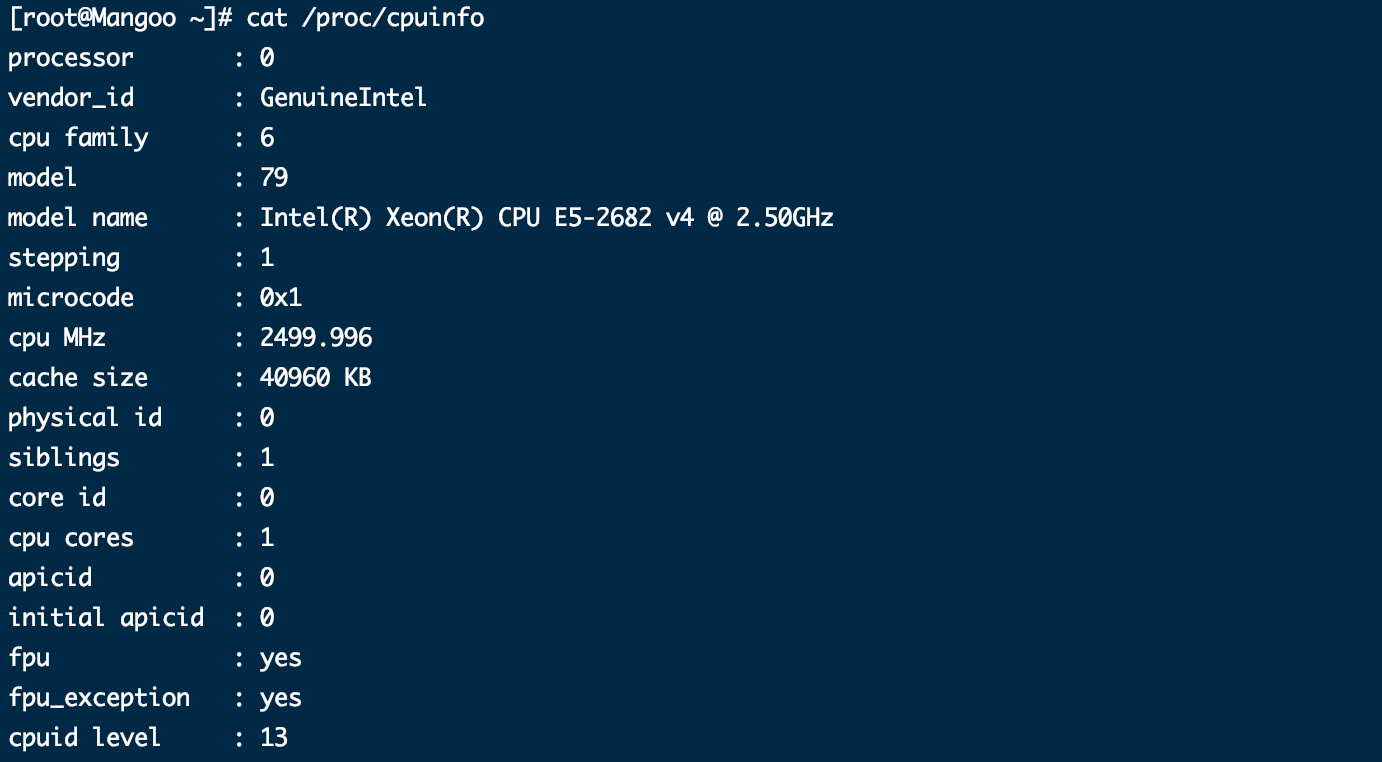 [root@Mangoo ~]# cat /proc/cpuinfo
processor : 0
vendor_id : GenuineIntel
cpu family : 6
model : 79
model name : Intel(R) Xeon(R) CPU E5-2682 v4 @ 2.50GHz
stepping : 1
microcode : 0x1
cpu MHz : 2499.996
cache size : 40960 KB
physical id : 0
siblings : 1
core id : 0
cpu cores : 1
apicid : 0
initial apicid : 0
fpu : yes
fpu_exception : yes
cpuid level : 13